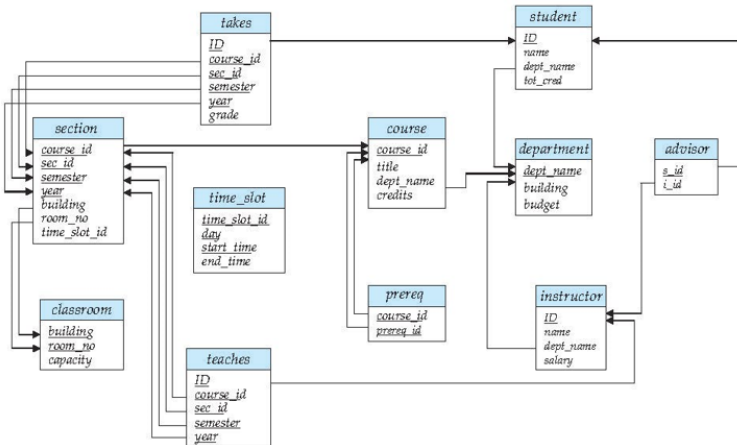 takes
ID
course_id
sec_id
semester
year
grade
student
ID
name
dept_name
tot_cred
section
course_id
sec_id
semester
year
building
room_no
time_slot_id
course
course_id
title
dept_name
credits
department
dept_name
building
budget
advisor
s_id
i_id
time_slot
time_slot_id
day
start_time
end_time
prereq
course_id
prereq_id
instructor
ID
name
dept_name
salary
classroom
building
room_no
capacity
teaches
ID
course_id
sec_id
semester
year